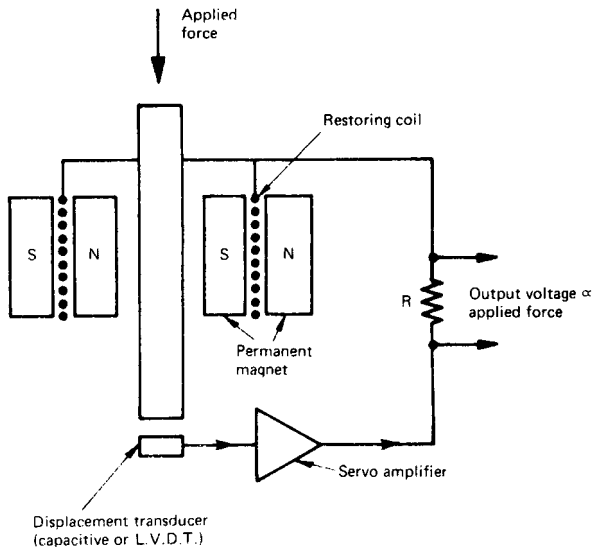 Applied
force
Restoring coil
S
N
S
N
R
Output voltage ∝
applied force
Permanent
magnet
Servo amplifier
Displacement transducer
(capacitive or L.V.D.T.)